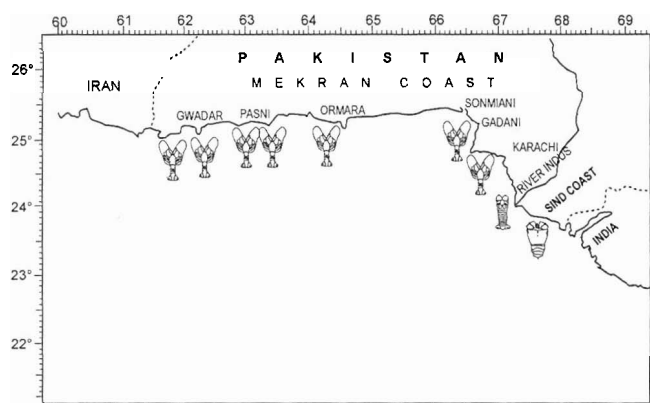 60 61 62 63 64 65 66 67 68 69
P A K I S T A N
26°
IRAN
M E K R A N C O A S T
GWADAR PASNI ORMARA SONMIANI
GADANI
25°
KARACHI
RIVER INDUS
SIND COAST
24°
INDIA
23°
22°